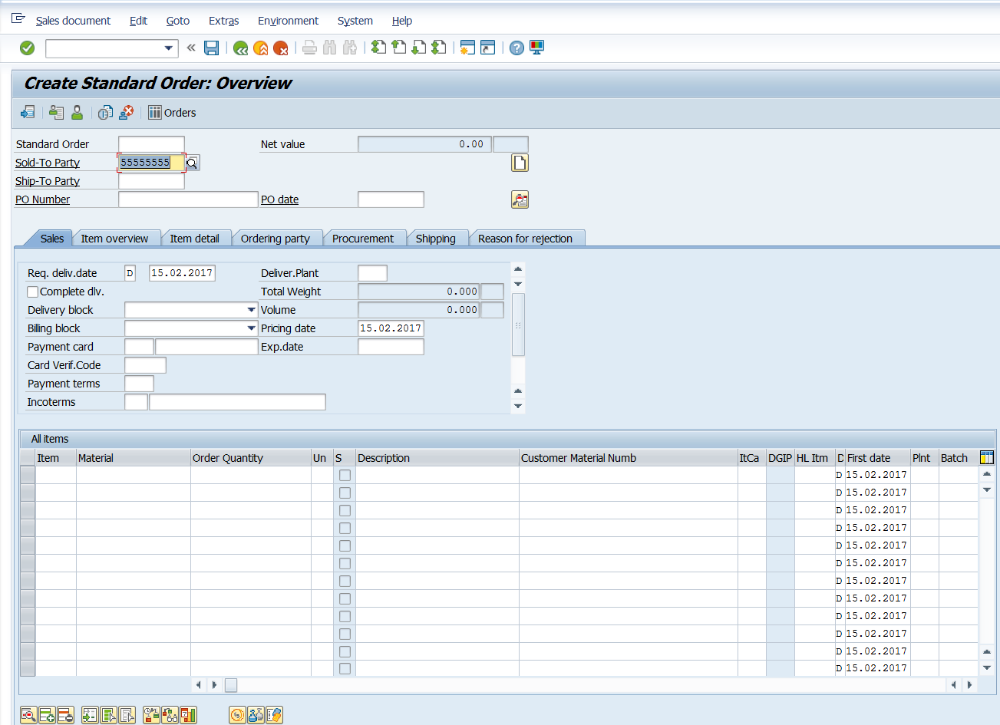 Sales document Edit Goto Extras Environment System Help
Create Standard Order: Overview
Orders
Standard Order Net value 0.00
Sold-To Party 55555555
Ship-To Party
PO Number PO date
Sales Item overview Item detail Ordering party Procurement Shipping Reason for rejection
Req. deliv.date D 15.02.2017 Deliver.Plant
Complete dlv. Total Weight 0.000
Delivery block Volume 0.000
Billing block Pricing date 15.02.2017
Payment card Exp.date
Card Verif.Code
Payment terms
Incoterms
All items
Item Material Order Quantity Un S Description Customer Material Numb ItCa DGIP HL Itm D First date Plnt Batch
D 15.02.2017
D 15.02.2017
D 15.02.2017
D 15.02.2017
D 15.02.2017
D 15.02.2017
D 15.02.2017
D 15.02.2017
D 15.02.2017
D 15.02.2017
D 15.02.2017
D 15.02.2017